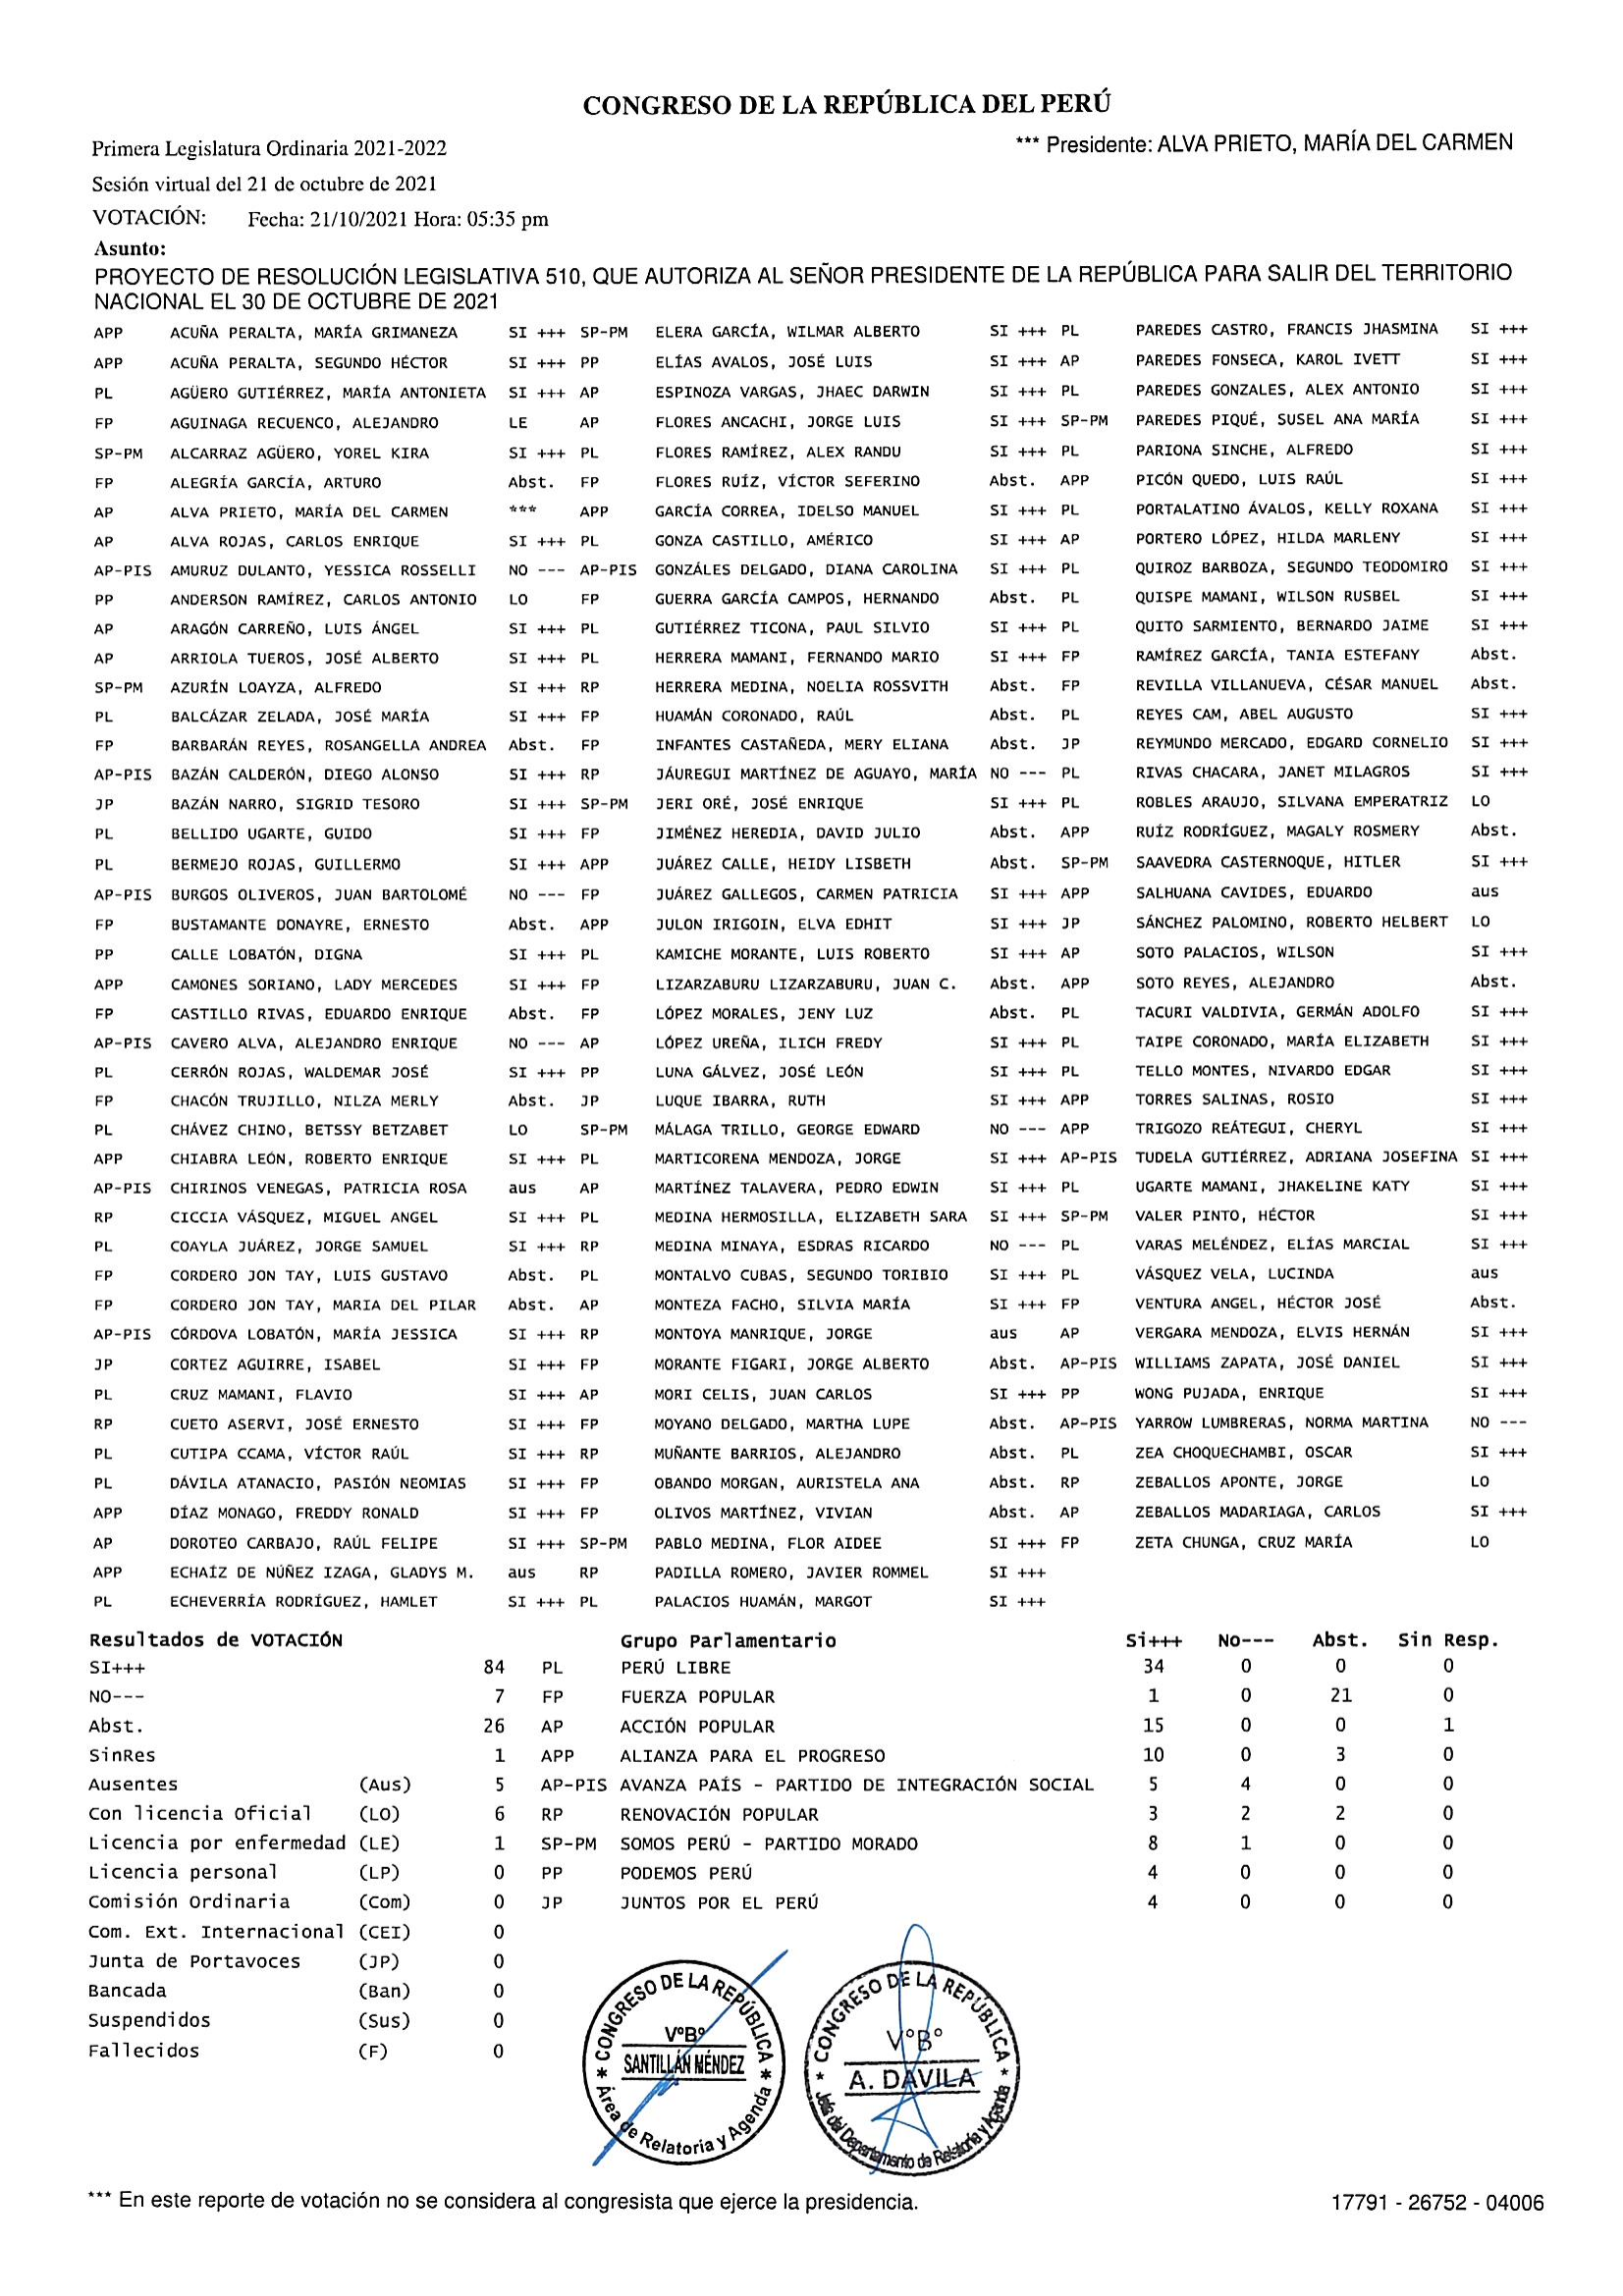 CONGRESO DE LA REPÚBLICA DEL PERÚ
Primera Legislatura Ordinaria 2021-2022 *** Presidente: ALVA PRIETO, MARÍA DEL CARMEN
Sesión virtual del 21 de octubre de 2021
VOTACIÓN: Fecha: 21/10/2021 Hora: 05:35 pm
Asunto:
PROYECTO DE RESOLUCIÓN LEGISLATIVA 510, QUE AUTORIZA AL SEÑOR PRESIDENTE DE LA REPÚBLICA PARA SALIR DEL TERRITORIO
NACIONAL EL 30 DE OCTUBRE DE 2021
APP ACUÑA PERALTA, MARÍA GRIMANEZA SI +++ SP-PM ELERA GARCÍA, WILMAR ALBERTO SI +++ PL PAREDES CASTRO, FRANCIS JHASMINA SI +++
APP ACUÑA PERALTA, SEGUNDO HÉCTOR SI +++ PP ELÍAS AVALOS, JOSÉ LUIS SI +++ AP PAREDES FONSECA, KAROL IVETT SI +++
PL AGÜERO GUTIÉRREZ, MARÍA ANTONIETA SI +++ AP ESPINOZA VARGAS, JHAEC DARWIN SI +++ PL PAREDES GONZALES, ALEX ANTONIO SI +++
FP AGUINAGA RECUENCO, ALEJANDRO LE AP FLORES ANCACHI, JORGE LUIS SI +++ SP-PM PAREDES PIQUÉ, SUSEL ANA MARÍA SI +++
SP-PM ALCARRAZ AGÜERO, YOREL KIRA SI +++ PL FLORES RAMÍREZ, ALEX RANDU SI +++ PL PARIONA SINCHE, ALFREDO SI +++
FP ALEGRÍA GARCÍA, ARTURO Abst. FP FLORES RUÍZ, VÍCTOR SEFERINO Abst. APP PICÓN QUEDO, LUIS RAÚL SI +++
AP ALVA PRIETO, MARÍA DEL CARMEN *** APP GARCÍA CORREA, IDELSO MANUEL SI +++ PL PORTALATINO ÁVALOS, KELLY ROXANA SI +++
AP ALVA ROJAS, CARLOS ENRIQUE SI +++ PL GONZA CASTILLO, AMÉRICO SI +++ AP PORTERO LÓPEZ, HILDA MARLENY SI +++
AP-PIS AMURUZ DULANTO, YESSICA ROSSELLI NO --- AP-PIS GONZÁLES DELGADO, DIANA CAROLINA SI +++ PL QUIROZ BARBOZA, SEGUNDO TEODOMIRO SI +++
PP ANDERSON RAMÍREZ, CARLOS ANTONIO LO FP GUERRA GARCÍA CAMPOS, HERNANDO Abst. PL QUISPE MAMANI, WILSON RUSBEL SI +++
AP ARAGÓN CARREÑO, LUIS ÁNGEL SI +++ PL GUTIÉRREZ TICONA, PAUL SILVIO SI +++ PL QUITO SARMIENTO, BERNARDO JAIME SI +++
AP ARRIOLA TUEROS, JOSÉ ALBERTO SI +++ PL HERRERA MAMANI, FERNANDO MARIO SI +++ FP RAMÍREZ GARCÍA, TANIA ESTEFANY Abst.
SP-PM AZURÍN LOAYZA, ALFREDO SI +++ RP HERRERA MEDINA, NOELIA ROSSVITH Abst. FP REVILLA VILLANUEVA, CÉSAR MANUEL Abst.
PL BALCÁZAR ZELADA, JOSÉ MARÍA SI +++ FP HUAMÁN CORONADO, RAÚL Abst. PL REYES CAM, ABEL AUGUSTO SI +++
FP BARBARÁN REYES, ROSANGELLA ANDREA Abst. FP INFANTES CASTAÑEDA, MERY ELIANA Abst. JP REYMUNDO MERCADO, EDGARD CORNELIO SI +++
AP-PIS BAZÁN CALDERÓN, DIEGO ALONSO SI +++ RP JÁUREGUI MARTÍNEZ DE AGUAYO, MARÍA NO --- PL RIVAS CHACARA, JANET MILAGROS SI +++
JP BAZÁN NARRO, SIGRID TESORO SI +++ SP-PM JERI ORÉ, JOSÉ ENRIQUE SI +++ PL ROBLES ARAUJO, SILVANA EMPERATRIZ LO
PL BELLIDO UGARTE, GUIDO SI +++ FP JIMÉNEZ HEREDIA, DAVID JULIO Abst. APP RUÍZ RODRÍGUEZ, MAGALY ROSMERY Abst.
PL BERMEJO ROJAS, GUILLERMO SI +++ APP JUÁREZ CALLE, HEIDY LISBETH Abst. SP-PM SAAVEDRA CASTERNOQUE, HITLER SI +++
AP-PIS BURGOS OLIVEROS, JUAN BARTOLOMÉ NO --- FP JUÁREZ GALLEGOS, CARMEN PATRICIA SI +++ APP SALHUANA CAVIDES, EDUARDO aus
FP BUSTAMANTE DONAYRE, ERNESTO Abst. APP JULON IRIGOIN, ELVA EDHIT SI +++ JP SÁNCHEZ PALOMINO, ROBERTO HELBERT LO
PP CALLE LOBATÓN, DIGNA SI +++ PL KAMICHE MORANTE, LUIS ROBERTO SI +++ AP SOTO PALACIOS, WILSON SI +++
APP CAMONES SORIANO, LADY MERCEDES SI +++ FP LIZARZABURU LIZARZABURU, JUAN C. Abst. APP SOTO REYES, ALEJANDRO Abst.
FP CASTILLO RIVAS, EDUARDO ENRIQUE Abst. FP LÓPEZ MORALES, JENY LUZ Abst. PL TACURI VALDIVIA, GERMÁN ADOLFO SI +++
AP-PIS CAVERO ALVA, ALEJANDRO ENRIQUE NO --- AP LÓPEZ UREÑA, ILICH FREDY SI +++ PL TAIPE CORONADO, MARÍA ELIZABETH SI +++
PL CERRÓN ROJAS, WALDEMAR JOSÉ SI +++ PP LUNA GÁLVEZ, JOSÉ LEÓN SI +++ PL TELLO MONTES, NIVARDO EDGAR SI +++
FP CHACÓN TRUJILLO, NILZA MERLY Abst. JP LUQUE IBARRA, RUTH SI +++ APP TORRES SALINAS, ROSIO SI +++
PL CHÁVEZ CHINO, BETSSY BETZABET LO SP-PM MÁLAGA TRILLO, GEORGE EDWARD NO --- APP TRIGOZO REÁTEGUI, CHERYL SI +++
APP CHIABRA LEÓN, ROBERTO ENRIQUE SI +++ PL MARTICORENA MENDOZA, JORGE SI +++ AP-PIS TUDELA GUTIÉRREZ, ADRIANA JOSEFINA SI +++
AP-PIS CHIRINOS VENEGAS, PATRICIA ROSA aus AP MARTÍNEZ TALAVERA, PEDRO EDWIN SI +++ PL UGARTE MAMANI, JHAKELINE KATY SI +++
RP CICCIA VÁSQUEZ, MIGUEL ANGEL SI +++ PL MEDINA HERMOSILLA, ELIZABETH SARA SI +++ SP-PM VALER PINTO, HÉCTOR SI +++
PL COAYLA JUÁREZ, JORGE SAMUEL SI +++ RP MEDINA MINAYA, ESDRAS RICARDO NO --- PL VARAS MELÉNDEZ, ELÍAS MARCIAL SI +++
FP CORDERO JON TAY, LUIS GUSTAVO Abst. PL MONTALVO CUBAS, SEGUNDO TORIBIO SI +++ PL VÁSQUEZ VELA, LUCINDA aus
FP CORDERO JON TAY, MARIA DEL PILAR Abst. AP MONTEZA FACHO, SILVIA MARÍA SI +++ FP VENTURA ANGEL, HÉCTOR JOSÉ Abst.
AP-PIS CÓRDOVA LOBATÓN, MARÍA JESSICA SI +++ RP MONTOYA MANRIQUE, JORGE aus AP VERGARA MENDOZA, ELVIS HERNÁN SI +++
JP CORTEZ AGUIRRE, ISABEL SI +++ FP MORANTE FIGARI, JORGE ALBERTO Abst. AP-PIS WILLIAMS ZAPATA, JOSÉ DANIEL SI +++
PL CRUZ MAMANI, FLAVIO SI +++ AP MORI CELIS, JUAN CARLOS SI +++ PP WONG PUJADA, ENRIQUE SI +++
RP CUETO ASERVI, JOSÉ ERNESTO SI +++ FP MOYANO DELGADO, MARTHA LUPE Abst. AP-PIS YARROW LUMBRERAS, NORMA MARTINA NO ---
PL CUTIPA CCAMA, VÍCTOR RAÚL SI +++ RP MUÑANTE BARRIOS, ALEJANDRO Abst. PL ZEA CHOQUECHAMBI, OSCAR SI +++
PL DÁVILA ATANACIO, PASIÓN NEOMIAS SI +++ FP OBANDO MORGAN, AURISTELA ANA Abst. RP ZEBALLOS APONTE, JORGE LO
APP DÍAZ MONAGO, FREDDY RONALD SI +++ FP OLIVOS MARTÍNEZ, VIVIAN Abst. AP ZEBALLOS MADARIAGA, CARLOS SI +++
AP DOROTEO CARBAJO, RAÚL FELIPE SI +++ SP-PM PABLO MEDINA, FLOR AIDEE SI +++ FP ZETA CHUNGA, CRUZ MARÍA LO
APP ECHAÍZ DE NÚÑEZ IZAGA, GLADYS M. aus RP PADILLA ROMERO, JAVIER ROMMEL SI +++
PL ECHEVERRÍA RODRÍGUEZ, HAMLET SI +++ PL PALACIOS HUAMÁN, MARGOT SI +++
Resultados de VOTACIÓN Grupo Parlamentario Si+++ No--- Abst. Sin Resp.
SI+++ 84 PL PERÚ LIBRE 34 0 0 0
NO--- 7 FP FUERZA POPULAR 1 0 21 0
Abst. 26 AP ACCIÓN POPULAR 15 0 0 1
SinRes 1 APP ALIANZA PARA EL PROGRESO 10 0 3 0
Ausentes (Aus) 5 AP-PIS AVANZA PAÍS - PARTIDO DE INTEGRACIÓN SOCIAL 5 4 0 0
Con licencia Oficial (LO) 6 RP RENOVACIÓN POPULAR 3 2 2 0
Licencia por enfermedad (LE) 1 SP-PM SOMOS PERÚ - PARTIDO MORADO 8 1 0 0
Licencia personal (LP) 0 PP PODEMOS PERÚ 4 0 0 0
Comisión Ordinaria (Com) 0 JP JUNTOS POR EL PERÚ 4 0 0 0
Com. Ext. Internacional (CEI) 0
Junta de Portavoces (JP) 0
Bancada (Ban) 0
Suspendidos (Sus) 0
Fallecidos (F) 0
* CONGRESO DE LA REPÚBLICA *
V°B°
SANTILLÁN MÉNDEZ
Área de Relatoría y Agenda
* CONGRESO DE LA REPÚBLICA *
V°B°
A. DAVILA
Jefa del Departamento de Relatoría y Agenda
*** En este reporte de votación no se considera al congresista que ejerce la presidencia. 17791 - 26752 - 04006